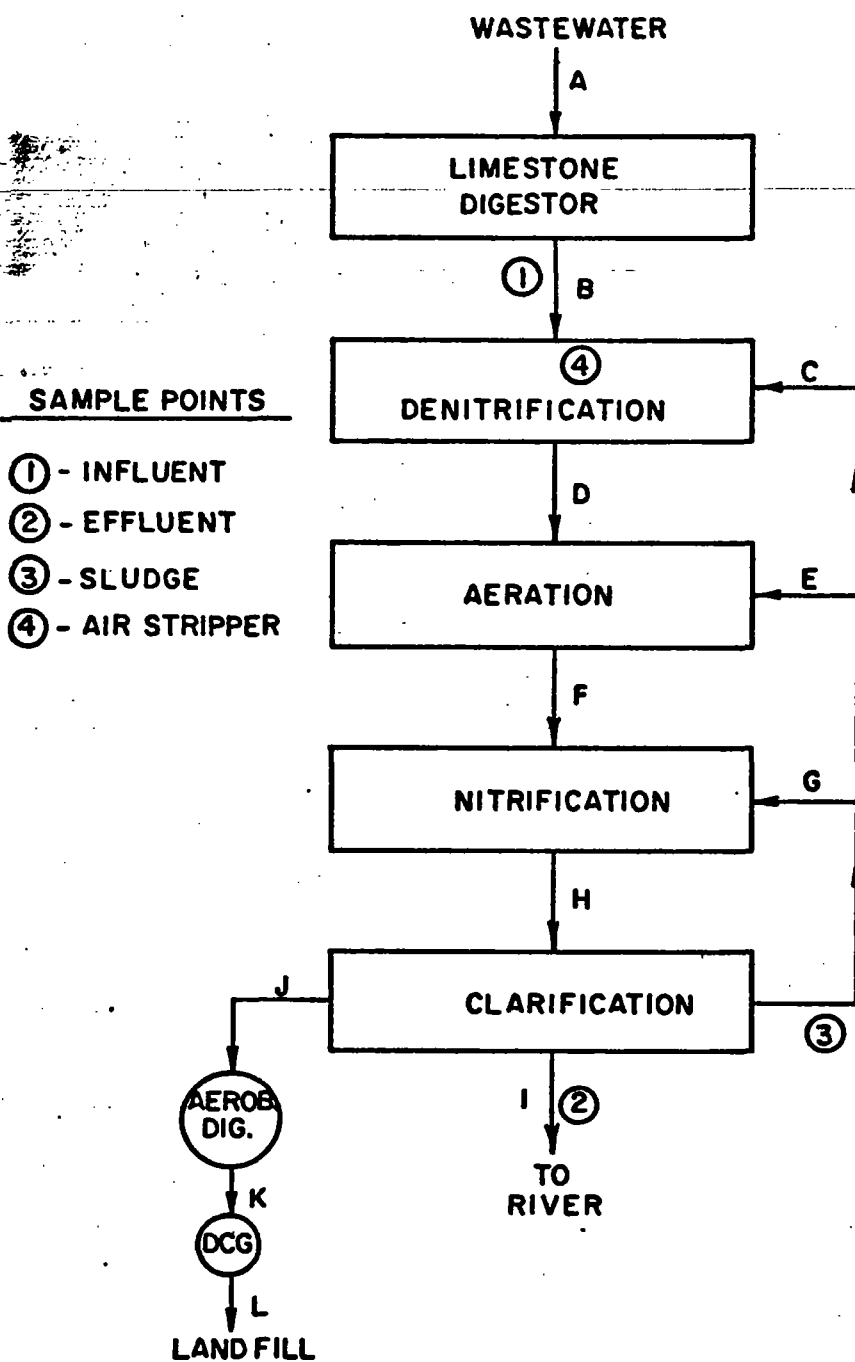 WASTEWATER
A
LIMESTONE
DIGESTOR
① B
④
DENITRIFICATION
C
SAMPLE POINTS
① - INFLUENT
② - EFFLUENT
③ - SLUDGE
④ - AIR STRIPPER
D
AERATION
E
F
NITRIFICATION
G
H
CLARIFICATION
③
J
AEROB.
DIG.
I ②
TO
RIVER
K
DCG
L
LAND FILL